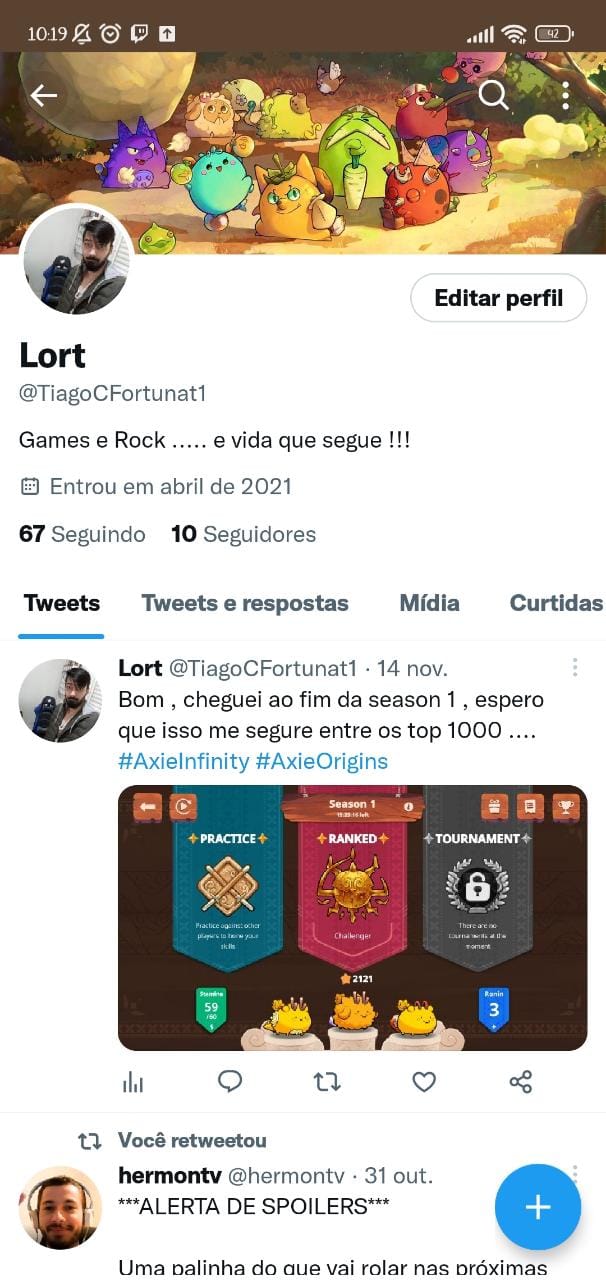 10:19
42
Editar perfil
Lort
@TiagoCFortunat1
Games e Rock ..... e vida que segue !!!
Entrou em abril de 2021
67 Seguindo 10 Seguidores
Tweets Tweets e respostas Mídia Curtidas
Lort @TiagoCFortunat1 · 14 nov.
Bom , cheguei ao fim da season 1 , espero
que isso me segure entre os top 1000 ....
#AxieInfinity #AxieOrigins
Season 1
PRACTICE RANKED TOURNAMENT
Practice against other
players to hone your
skills
Challenger
There are no
tournaments at the
moment
2121
Stamina
59
/60
Ronin
3
Você retweetou
hermontv @hermontv · 31 out.
***ALERTA DE SPOILERS***
Uma palinha do que vai rolar nas próximas